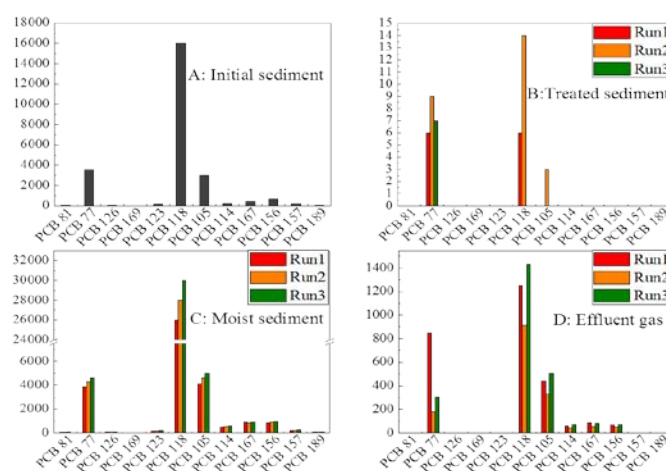 18000
16000
14000
12000
10000
8000
6000
4000
2000
0
A: Initial sediment
PCB 81
PCB 77
PCB 126
PCB 169
PCB 123
PCB 118
PCB 105
PCB 114
PCB 167
PCB 156
PCB 157
PCB 189
15
14
13
12
11
10
9
8
7
6
5
4
3
2
1
0
Run1
Run2
Run3
B:Treated sediment
PCB 81
PCB 77
PCB 126
PCB 169
PCB 123
PCB 118
PCB 105
PCB 114
PCB 167
PCB 156
PCB 157
PCB 189
32000
30000
28000
26000
24000
4000
2000
0
Run1
Run2
Run3
C: Moist sediment
PCB 81
PCB 77
PCB 126
PCB 169
PCB 123
PCB 118
PCB 105
PCB 114
PCB 167
PCB 156
PCB 157
PCB 189
1400
1200
1000
800
600
400
200
0
Run1
Run2
Run3
D: Effluent gas
PCB 81
PCB 77
PCB 126
PCB 169
PCB 123
PCB 118
PCB 105
PCB 114
PCB 167
PCB 156
PCB 157
PCB 189